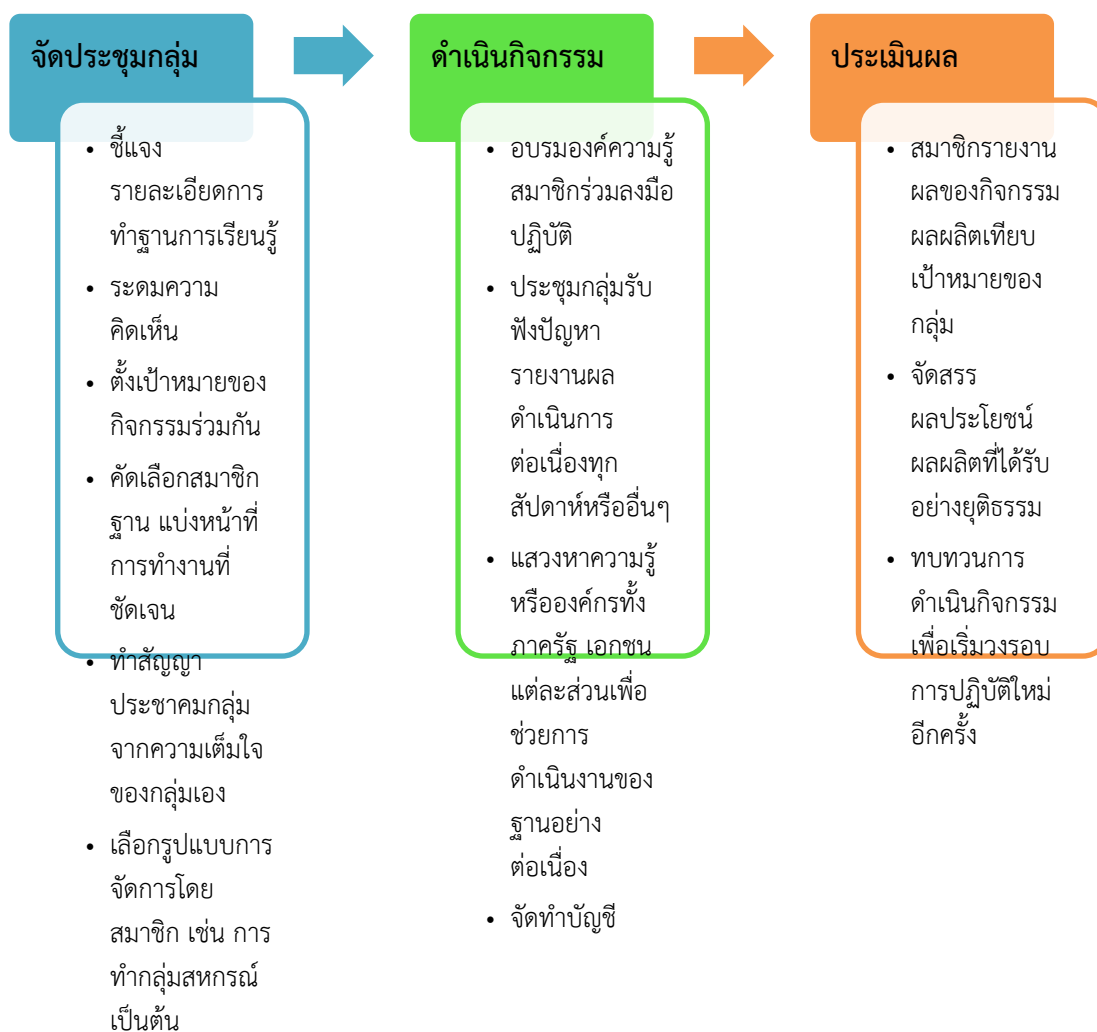 จัดประชุมกลุ่ม
• ชี้แจง
รายละเอียดการ
ทำฐานการเรียนรู้
• ระดมความ
คิดเห็น
• ตั้งเป้าหมายของ
กิจกรรมร่วมกัน
• คัดเลือกสมาชิก
ฐาน แบ่งหน้าที่
การทำงานที่
ชัดเจน
• ทำสัญญา
ประชาคมกลุ่ม
จากความเต็มใจ
ของกลุ่มเอง
• เลือกรูปแบบการ
จัดการโดย
สมาชิก เช่น การ
ทำกลุ่มสหกรณ์
เป็นต้น
ดำเนินกิจกรรม
• อบรมองค์ความรู้
สมาชิกร่วมลงมือ
ปฏิบัติ
• ประชุมกลุ่มรับ
ฟังปัญหา
รายงานผล
ดำเนินการ
ต่อเนื่องทุก
สัปดาห์หรืออื่นๆ
• แสวงหาความรู้
หรือองค์กรทั้ง
ภาครัฐ เอกชน
แต่ละส่วนเพื่อ
ช่วยการ
ดำเนินงานของ
ฐานอย่าง
ต่อเนื่อง
• จัดทำบัญชี
ประเมินผล
• สมาชิกรายงาน
ผลของกิจกรรม
ผลผลิตเทียบ
เป้าหมายของ
กลุ่ม
• จัดสรร
ผลประโยชน์
ผลผลิตที่ได้รับ
อย่างยุติธรรม
• ทบทวนการ
ดำเนินกิจกรรม
เพื่อเริ่มวงรอบ
การปฏิบัติใหม่
อีกครั้ง